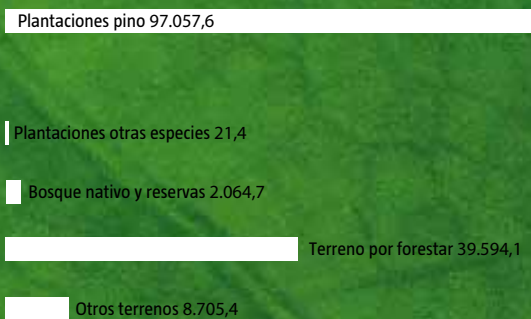 Plantaciones pino 97.057,6
Plantaciones otras especies 21,4
Bosque nativo y reservas 2.064,7
Terreno por forestar 39.594,1
Otros terrenos 8.705,4